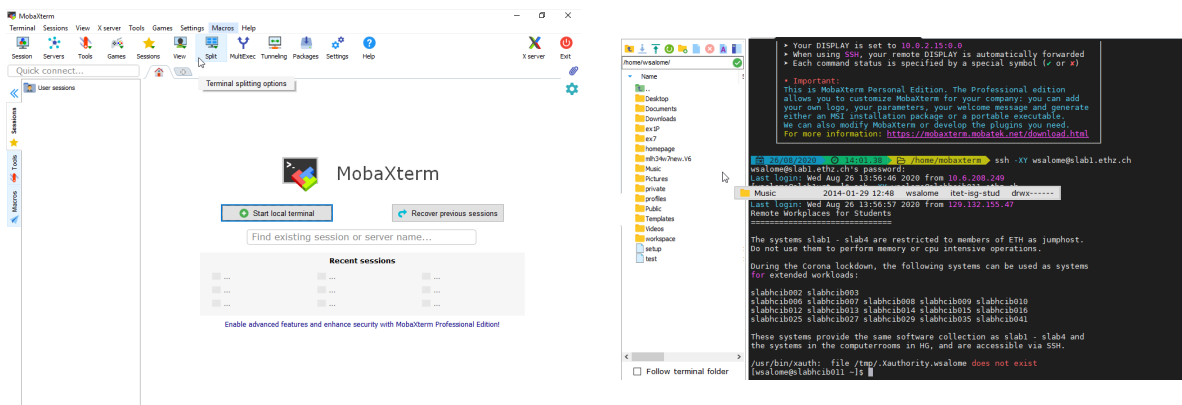 MobaXterm
Terminal Sessions View X server Tools Games Settings Macros Help
Session Servers Tools Games Sessions View Split MultiExec Tunneling Packages Settings Help X server Exit
Quick connect...
Terminal splitting options
User sessions
Sessions
Tools
Macros
MobaXterm
Start local terminal
Recover previous sessions
Find existing session or server name...
Recent sessions
... ... ...
... ... ...
... ... ...
Enable advanced features and enhance security with MobaXterm Professional Edition!
/home/wsalome/
Name
..
Desktop
Documents
Downloads
ex1P
ex7
homepage
mlh34w7new.V6
Music
Pictures
private
profiles
Public
Templates
Videos
workspace
setup
test
Follow terminal folder
Music 2014-01-29 12:48 wsalome itet-isg-stud drwx------
➤ Your DISPLAY is set to 10.0.2.15:0.0
➤ When using SSH, your remote DISPLAY is automatically forwarded
➤ Each command status is specified by a special symbol (✓ or ✗)
• Important:
This is MobaXterm Personal Edition. The Professional edition
allows you to customize MobaXterm for your company: you can add
your own logo, your parameters, your welcome message and generate
either an MSI installation package or a portable executable.
We can also modify MobaXterm or develop the plugins you need.
For more information: https://mobaxterm.mobatek.net/download.html
26/08/2020 14:01.38 /home/mobaxterm ssh -XY wsalome@slab1.ethz.ch
wsalome@slab1.ethz.ch's password:
Last login: Wed Aug 26 13:56:46 2020 from 10.6.208.249
Last login: Wed Aug 26 13:56:57 2020 from 129.132.155.47
Remote Workplaces for Students
==============================
The systems slab1 - slab4 are restricted to members of ETH as jumphost.
Do not use them to perform memory or cpu intensive operations.
During the Corona lockdown, the following systems can be used as systems
for extended workloads:
slabhcib002 slabhcib003
slabhcib006 slabhcib007 slabhcib008 slabhcib009 slabhcib010
slabhcib012 slabhcib013 slabhcib014 slabhcib015 slabhcib016
slabhcib025 slabhcib027 slabhcib029 slabhcib035 slabhcib041
These systems provide the same software collection as slab1 - slab4 and
the systems in the computerrooms in HG, and are accessible via SSH.
/usr/bin/xauth: file /tmp/.Xauthority.wsalome does not exist
[wsalome@slabhcib011 ~]$